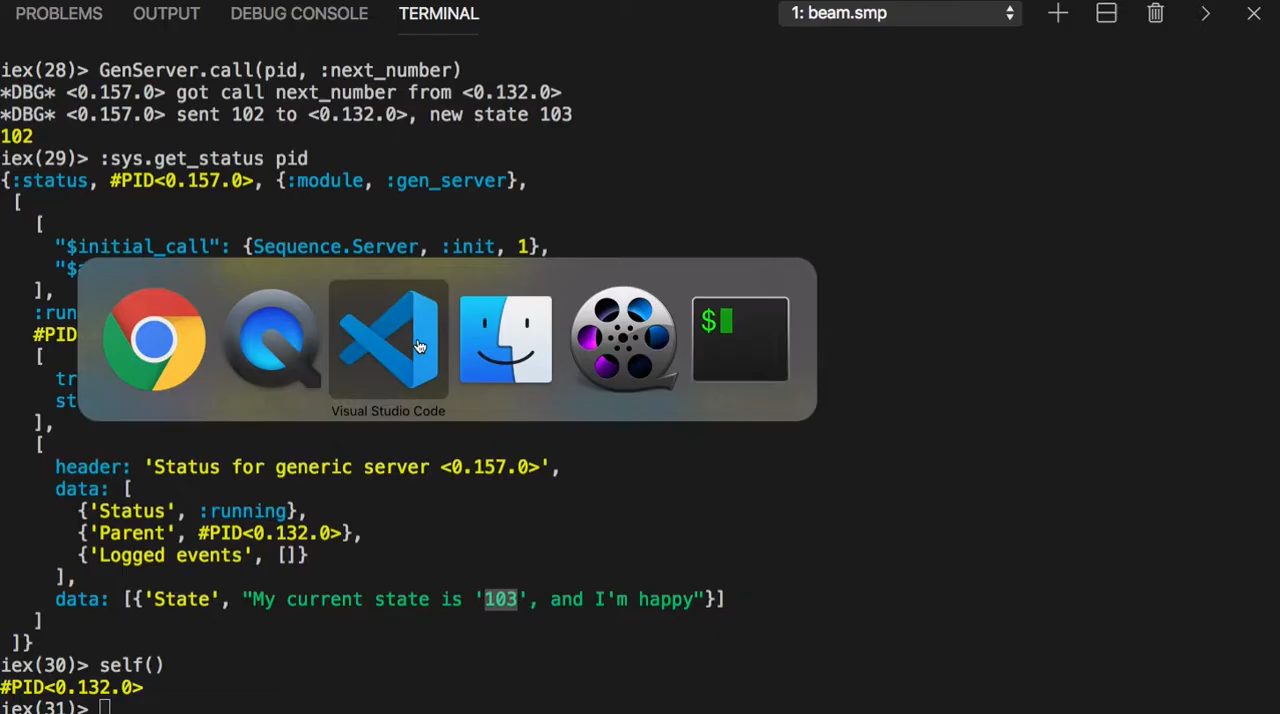 PROBLEMS OUTPUT DEBUG CONSOLE TERMINAL 1: beam.smp
iex(28)> GenServer.call(pid, :next_number)
*DBG* <0.157.0> got call next_number from <0.132.0>
*DBG* <0.157.0> sent 102 to <0.132.0>, new state 103
102
iex(29)> :sys.get_status pid
{:status, #PID<0.157.0>, {:module, :gen_server},
[
[
"$initial_call": {Sequence.Server, :init, 1},
"$
],
:run
#PID
[
$
tr
st
Visual Studio Code
],
[
header: 'Status for generic server <0.157.0>',
data: [
{'Status', :running},
{'Parent', #PID<0.132.0>},
{'Logged events', []}
],
data: [{'State', "My current state is '103', and I'm happy"}]
]
]}
iex(30)> self()
#PID<0.132.0>
iex(31)>